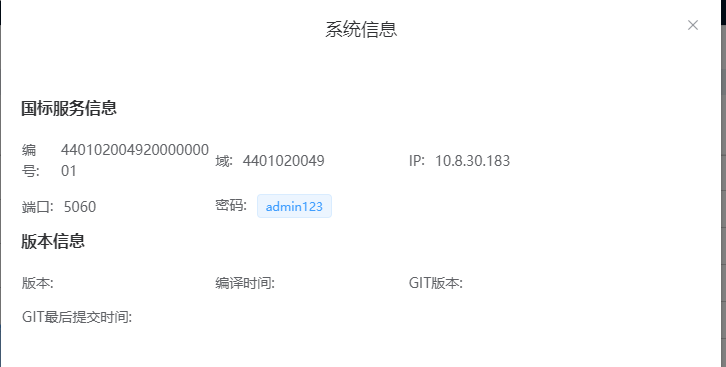 系统信息
国标服务信息
编号: 44010200492000000001
域: 4401020049
IP: 10.8.30.183
端口: 5060
密码: admin123
版本信息
版本:
编译时间:
GIT版本:
GIT最后提交时间: